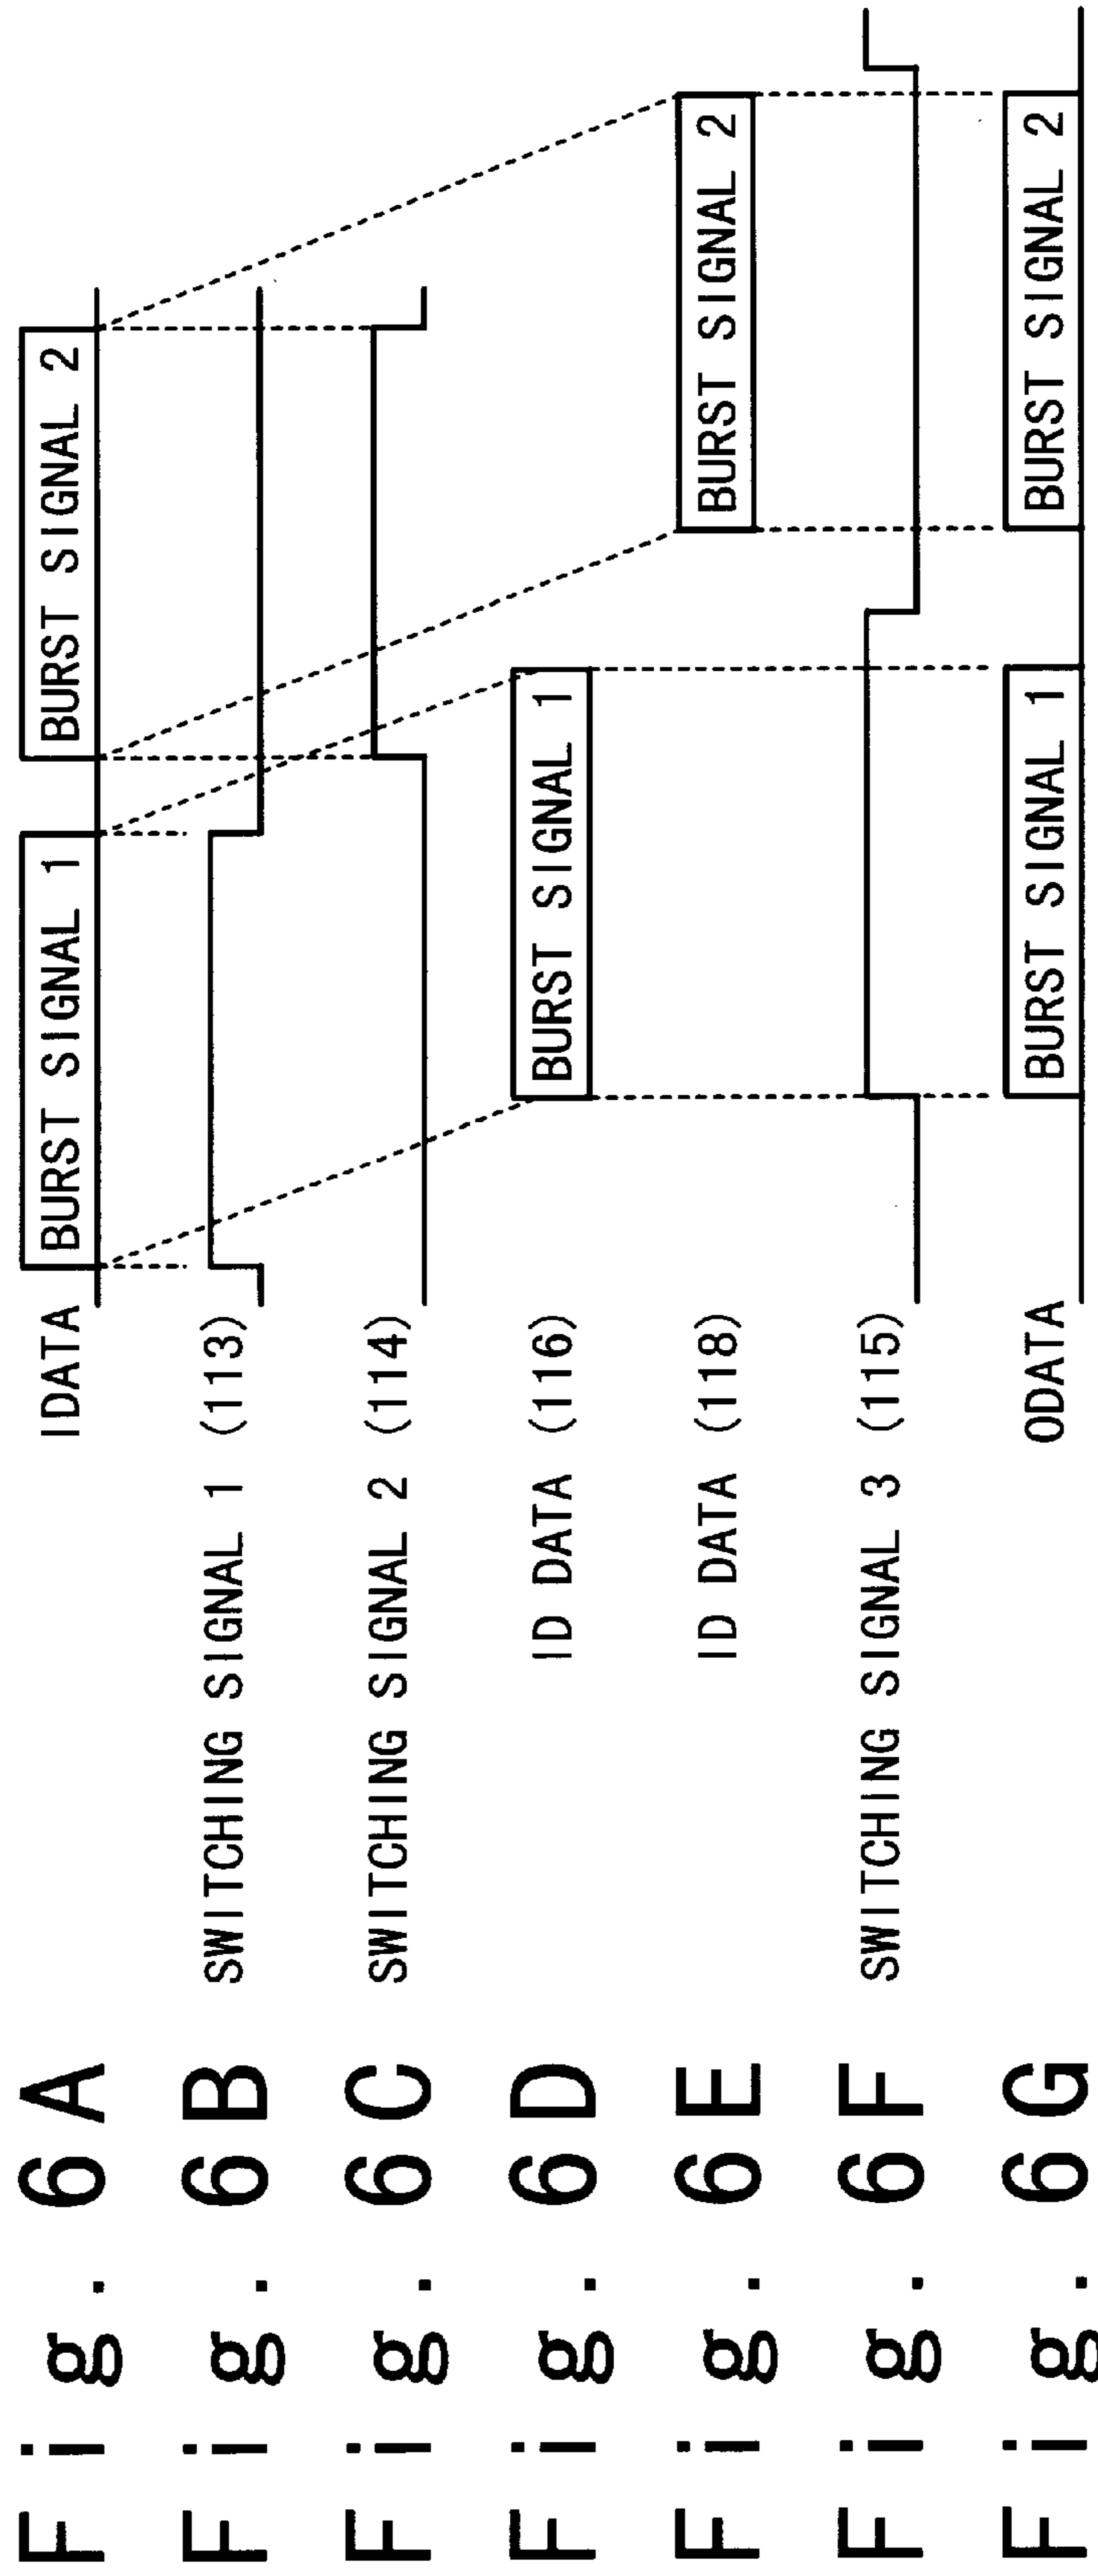 Fig. 6A IDATA BURST SIGNAL 1 BURST SIGNAL 2
Fig. 6B SWITCHING SIGNAL 1 (113)
Fig. 6C SWITCHING SIGNAL 2 (114)
Fig. 6D ID DATA (116) BURST SIGNAL 1
Fig. 6E ID DATA (118) BURST SIGNAL 2
Fig. 6F SWITCHING SIGNAL 3 (115)
Fig. 6G ODATA BURST SIGNAL 1 BURST SIGNAL 2